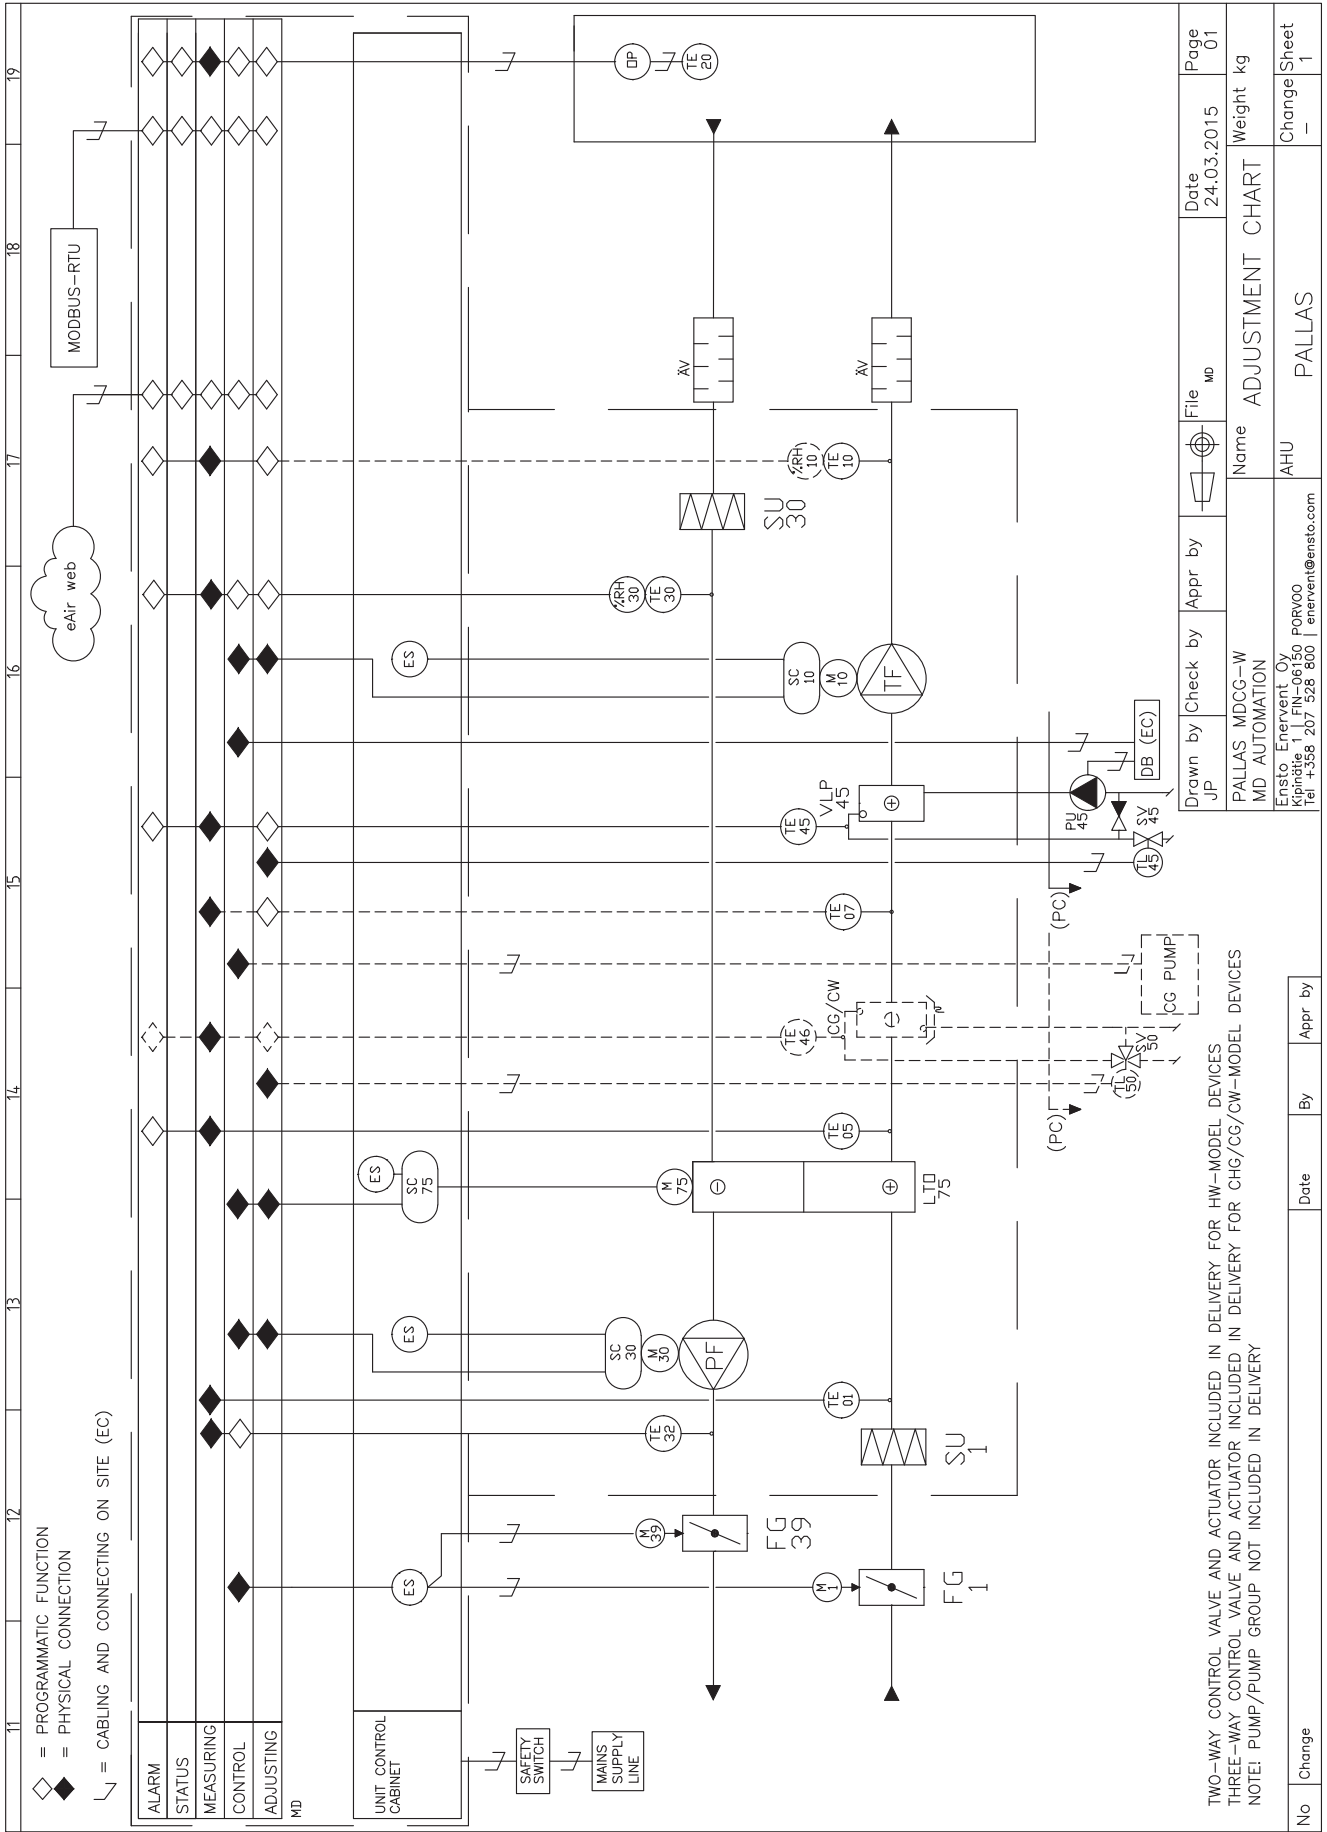 11
12
13
14
15
16
17
18
19
◇ = PROGRAMMATIC FUNCTION
◆ = PHYSICAL CONNECTION
= CABLING AND CONNECTING ON SITE (EC)
eAir web
MODBUS-RTU
ALARM
STATUS
MEASURING
CONTROL
ADJUSTING
MD
UNIT CONTROL
CABINET
SAFETY
SWITCH
MAINS
SUPPLY
LINE
ES
ES
ES
SC
75
ES
OP
TE
20
M
39
FG
39
TE
32
SC
30
M
30
PF
M
75
%RH
30
TE
30
SU
30
ÄV
M
1
FG
1
SU
1
TE
01
LTO
75
TE
05
TE
46
CG/CW
TE
07
TE
45
VLP
45
SC
10
M
10
TF
%RH
10
TE
10
ÄV
(PC)
TL
50
SV
50
CG PUMP
(PC)
TL
45
SV
45
PU
45
DB (EC)
TWO-WAY CONTROL VALVE AND ACTUATOR INCLUDED IN DELIVERY FOR HW-MODEL DEVICES
THREE-WAY CONTROL VALVE AND ACTUATOR INCLUDED IN DELIVERY FOR CHG/CG/CW-MODEL DEVICES
NOTE! PUMP/PUMP GROUP NOT INCLUDED IN DELIVERY
No Change Date By Appr by
Drawn by
JP
Check by
Appr by
File MD
Date
24.03.2015
Page
01
PALLAS MDCG-W
MD AUTOMATION
Name ADJUSTMENT CHART
Weight kg
Ensto Enervent Oy
Kipinätie 1 | FIN-06150 PORVOO
Tel +358 207 528 800 | enervent@ensto.com
AHU
PALLAS
Change
–
Sheet
1